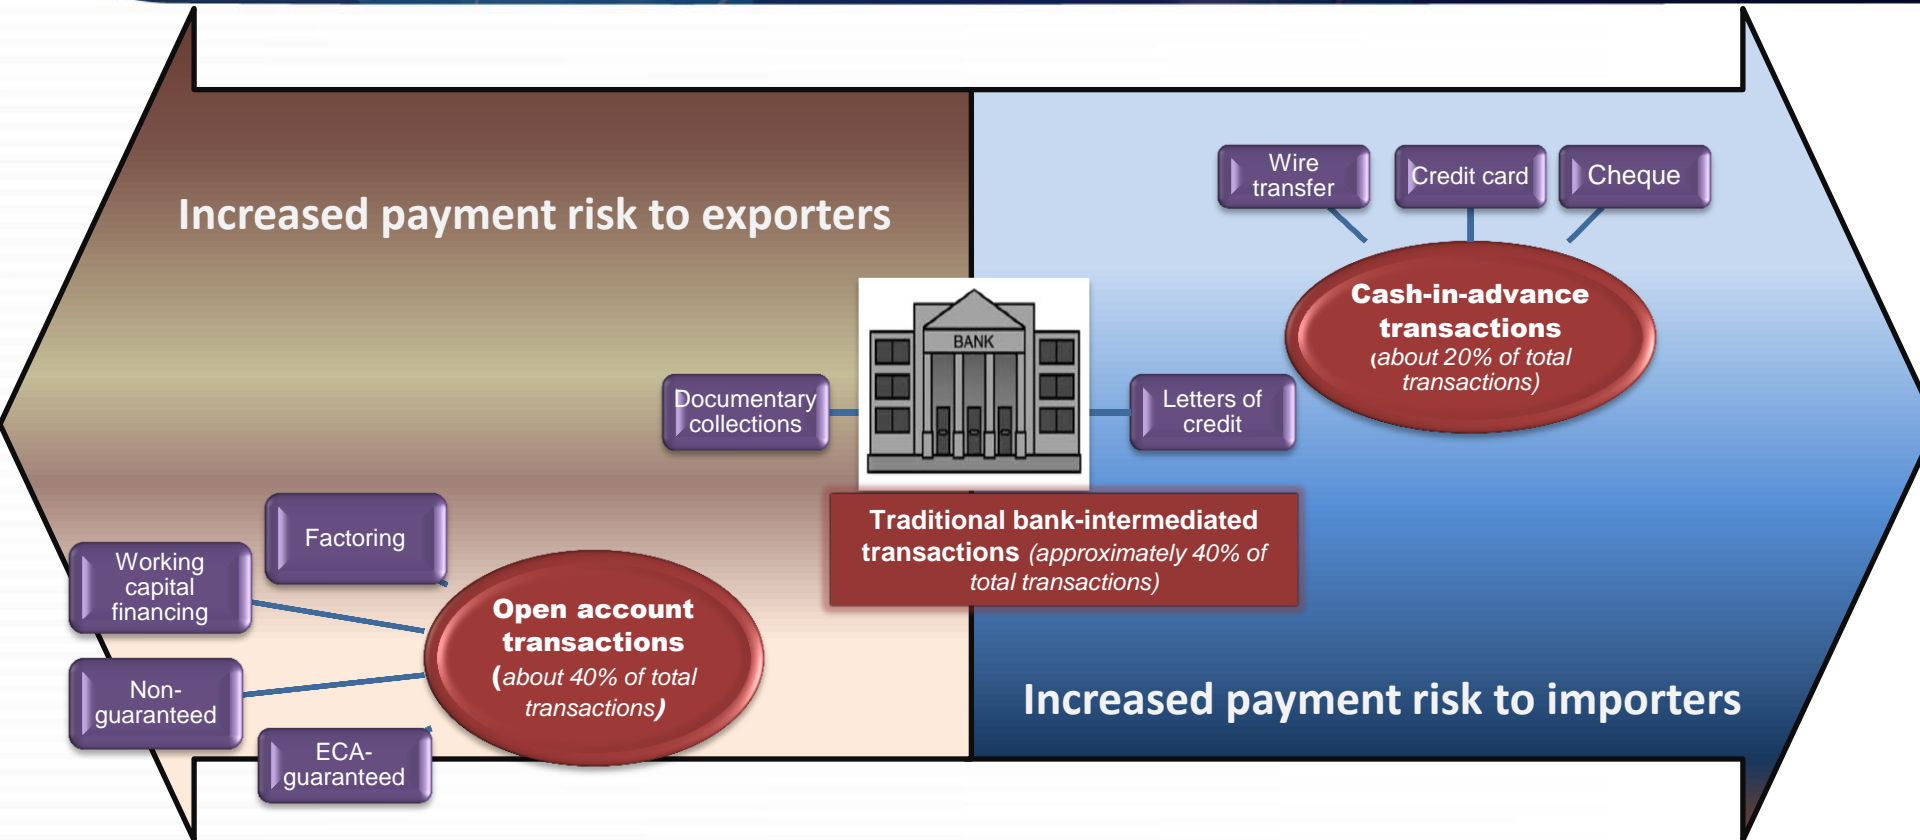 Increased payment risk to exporters
Wire
transfer
Credit card
Cheque
Cash-in-advance
transactions
(about 20% of total
transactions)
BANK
Documentary
collections
Letters of
credit
Traditional bank-intermediated
transactions (approximately 40% of
total transactions)
Factoring
Working
capital
financing
Open account
transactions
(about 40% of total
transactions)
Non-
guaranteed
ECA-
guaranteed
Increased payment risk to importers